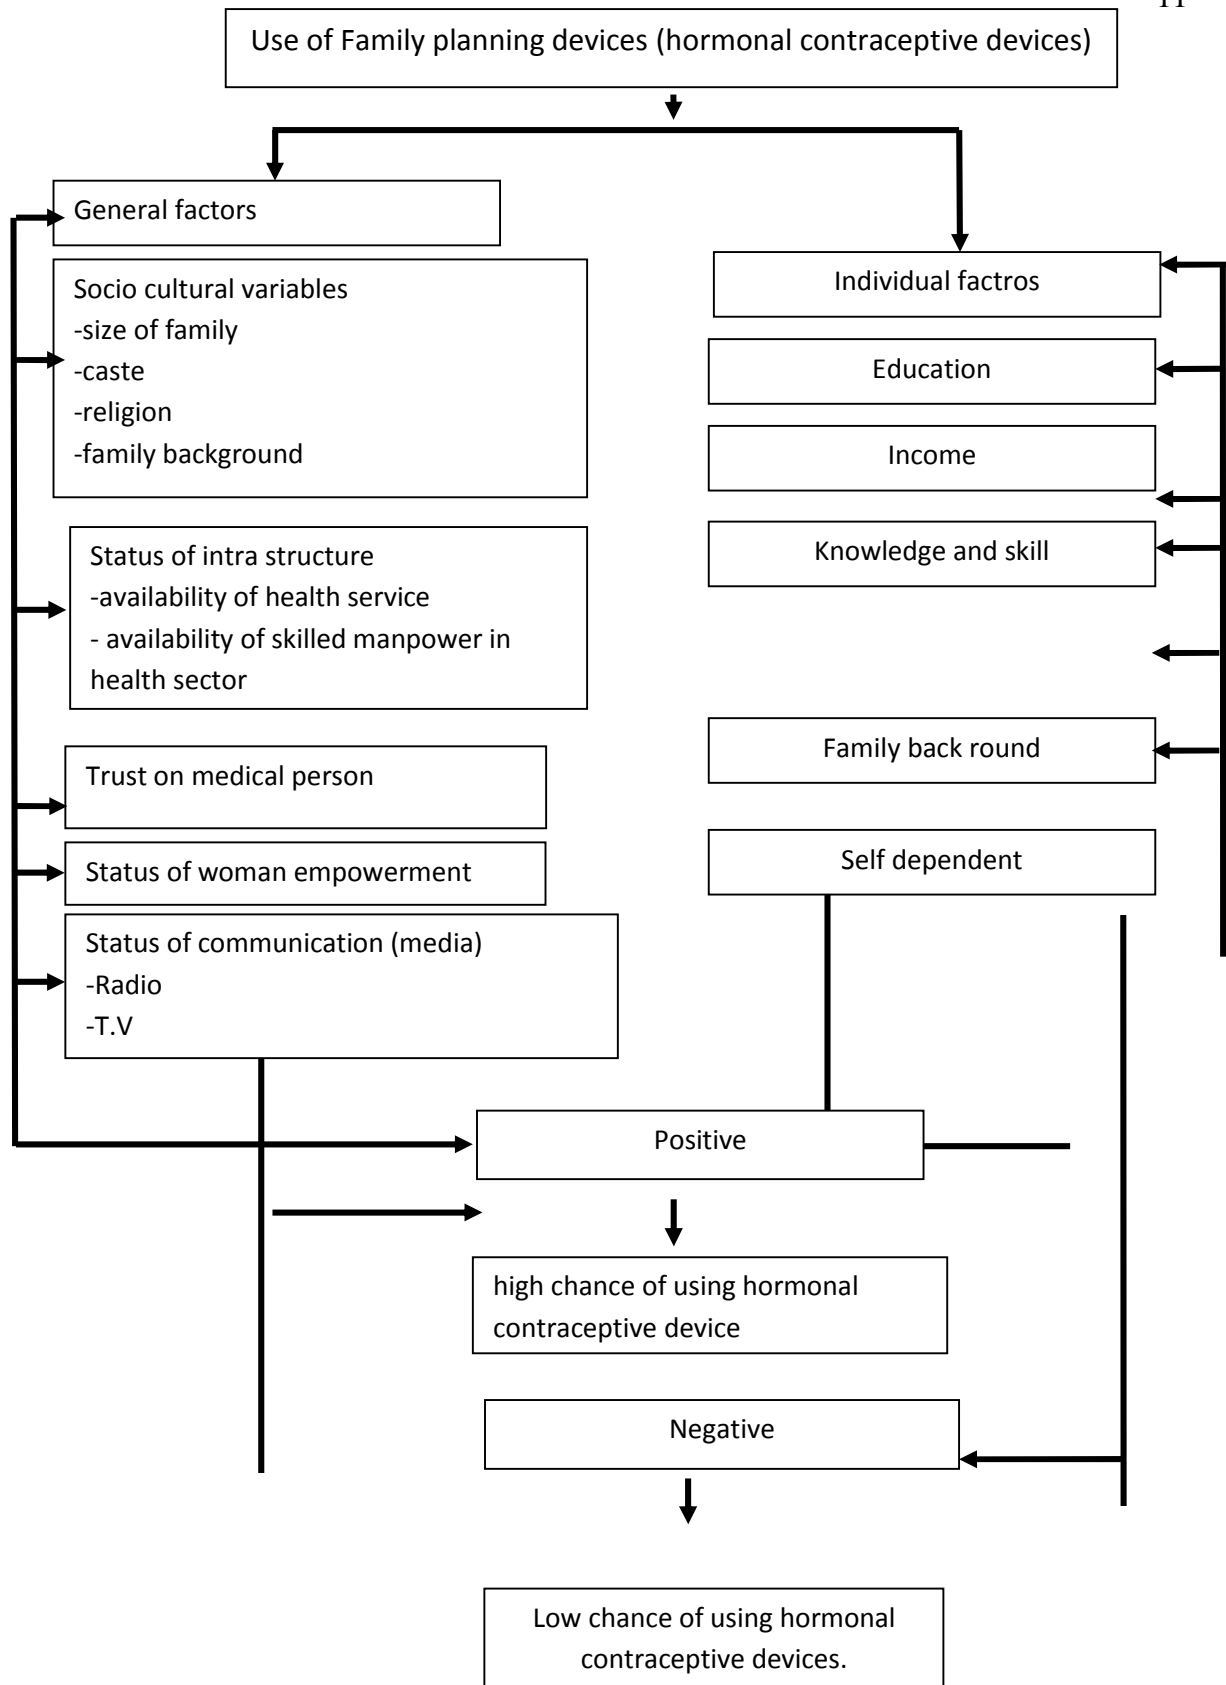 Use of Family planning devices (hormonal contraceptive devices)
General factors
Socio cultural variables
-size of family
-caste
-religion
-family background
Status of intra structure
-availability of health service
- availability of skilled manpower in
health sector
Trust on medical person
Status of woman empowerment
Status of communication (media)
-Radio
-T.V
Individual factros
Education
Income
Knowledge and skill
Family back round
Self dependent
Positive
high chance of using hormonal
contraceptive device
Negative
Low chance of using hormonal
contraceptive devices.